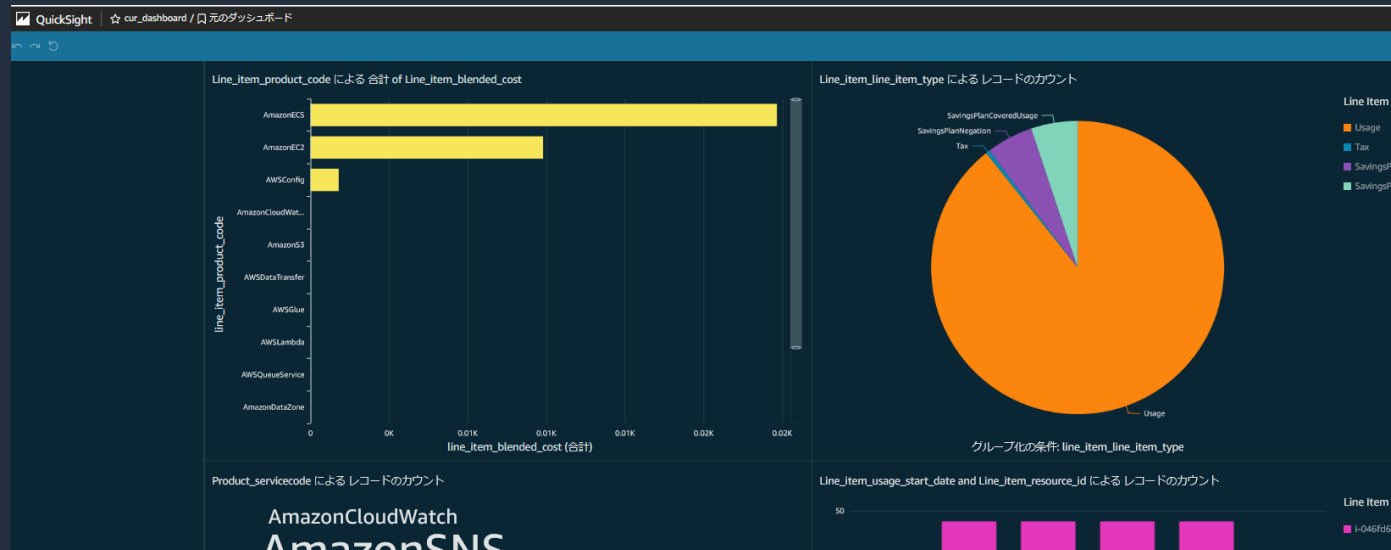 QuickSight
cur_dashboard / 元のダッシュボード
Line_item_product_code による 合計 of Line_item_blended_cost
line_item_product_code
AmazonECS
AmazonEC2
AWSConfig
AmazonCloudWat...
AmazonS3
AWSDataTransfer
AWSGlue
AWSLambda
AWSQueueService
AmazonDataZone
0 0K 0.01K 0.01K 0.01K 0.02K 0.02K
line_item_blended_cost (合計)
Line_item_line_item_type による レコードのカウント
SavingsPlanCoveredUsage
SavingsPlanNegation
Tax
Usage
グループ化の条件: line_item_line_item_type
Line Item
Usage
Tax
SavingsP
SavingsP
Product_servicecode による レコードのカウント
AmazonCloudWatch
AmazonSNS
Line_item_usage_start_date and Line_item_resource_id による レコードのカウント
50
Line Item
i-046fd6